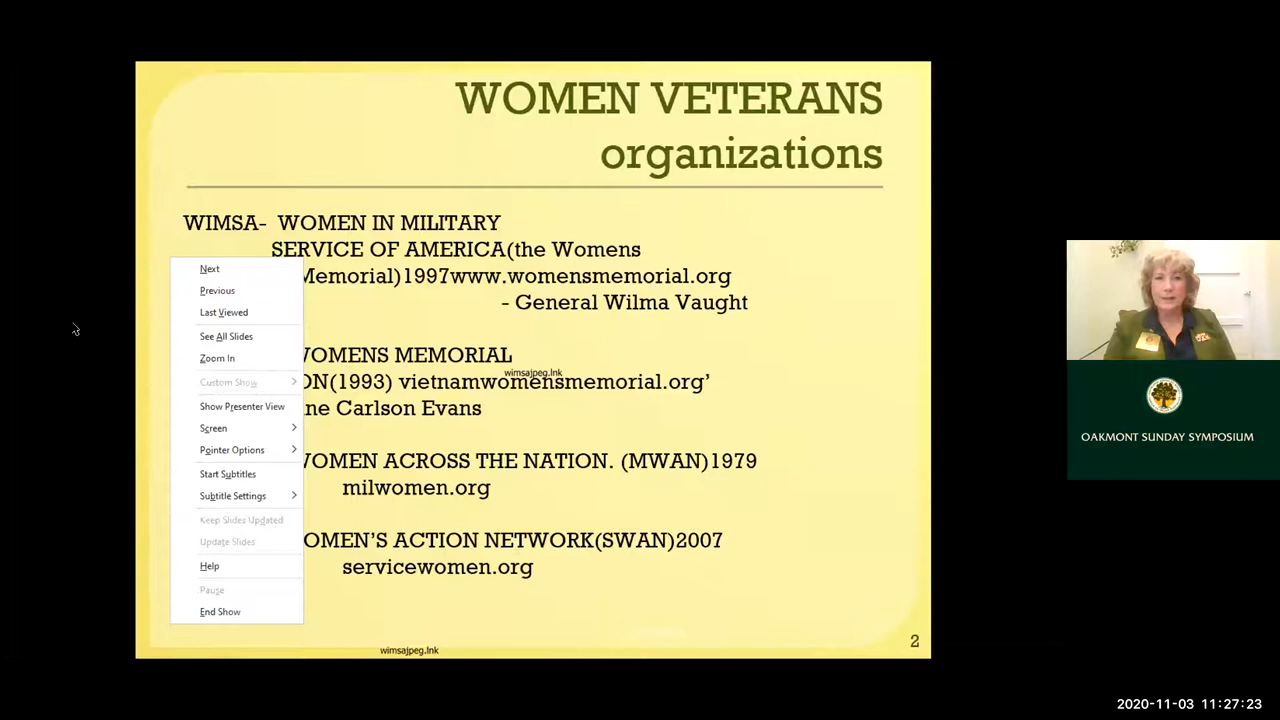 WOMEN VETERANS
organizations
WIMSA- WOMEN IN MILITARY
SERVICE OF AMERICA(the Womens
Memorial)1997www.womensmemorial.org
- General Wilma Vaught
WOMENS MEMORIAL
wimsajpeg.lnk
ON(1993) vietnamwomensmemorial.org’
ne Carlson Evans
WOMEN ACROSS THE NATION. (MWAN)1979
milwomen.org
OMEN’S ACTION NETWORK(SWAN)2007
servicewomen.org
Next
Previous
Last Viewed
See All Slides
Zoom In
Custom Show
Show Presenter View
Screen
Pointer Options
Start Subtitles
Subtitle Settings
Keep Slides Updated
Update Slides
Help
Pause
End Show
wimsajpeg.lnk
2
OAKMONT SUNDAY SYMPOSIUM
2020-11-03 11:27:23